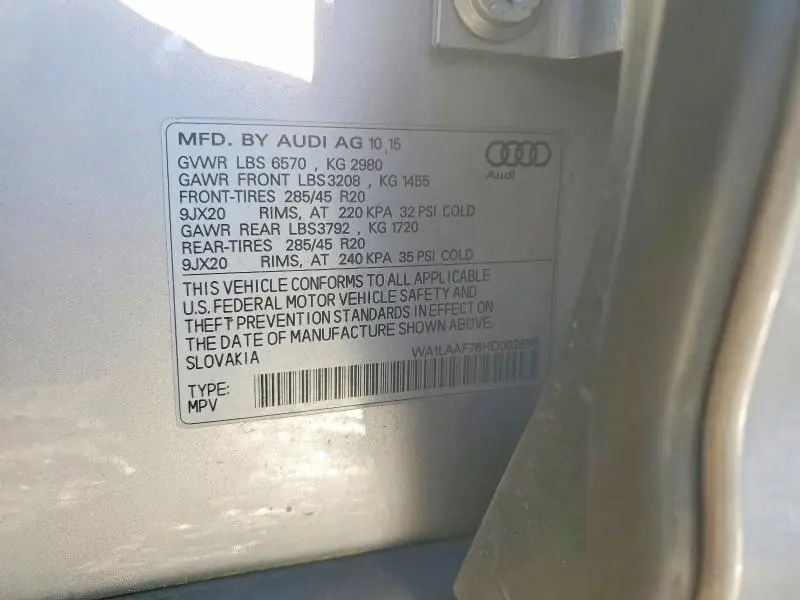 MFD. BY AUDI AG 10,15
GVWR LBS 6570 , KG 2980
GAWR FRONT LBS3208 , KG 1455
FRONT-TIRES 285/45 R20
9JX20 RIMS, AT 220 KPA 32 PSI COLD
GAWR REAR LBS3792 , KG 1720
REAR-TIRES 285/45 R20
9JX20 RIMS, AT 240 KPA 35 PSI COLD
Audi
THIS VEHICLE CONFORMS TO ALL APPLICABLE
U.S. FEDERAL MOTOR VEHICLE SAFETY AND
THEFT PREVENTION STANDARDS IN EFFECT ON
THE DATE OF MANUFACTURE SHOWN ABOVE.
SLOVAKIA
TYPE:
MPV